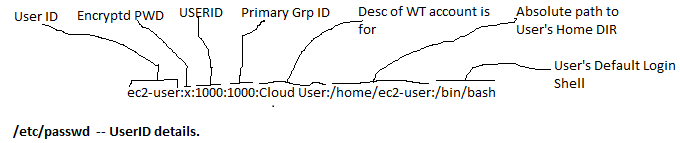 User ID
Encryptd PWD
USERID
Primary Grp ID
Desc of WT account is
for
Absolute path to
User's Home DIR
User's Default Login
Shell
ec2-user:x:1000:1000:Cloud User:/home/ec2-user:/bin/bash
/etc/passwd -- UserID details.